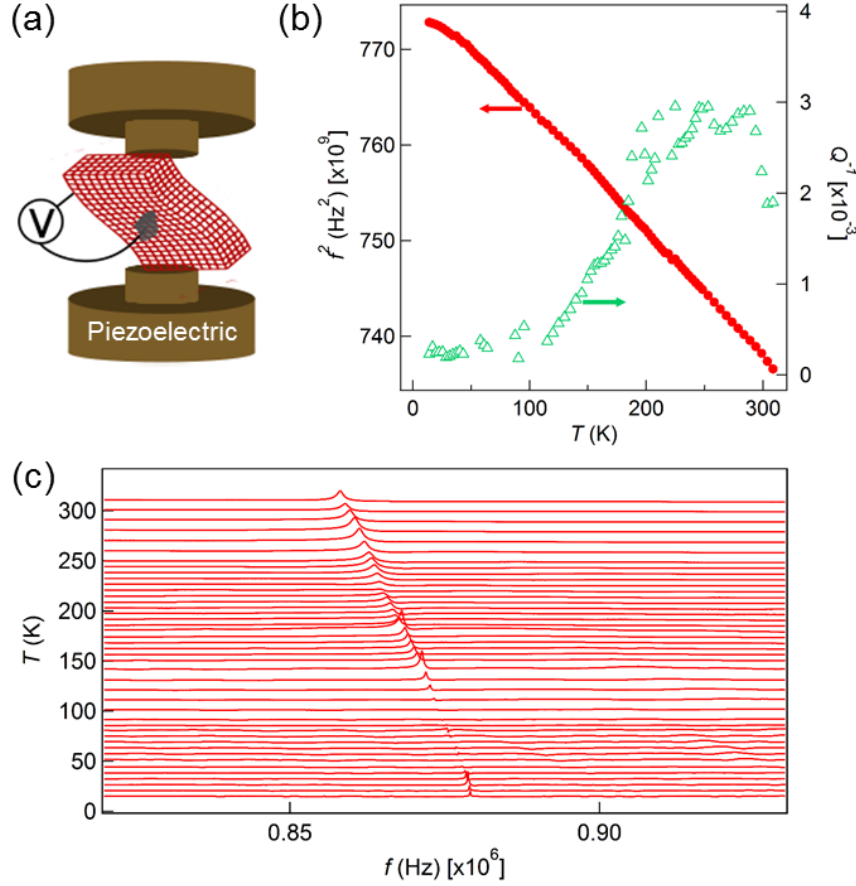 (a)
V
Piezoelectric
(b)
770
760
750
740
f² (Hz²) [x10⁹]
4
3
2
1
0
Q⁻¹ [x10⁻³]
0 100 200 300
T (K)
(c)
300
250
200
150
100
50
0
T (K)
0.85 0.90
f (Hz) [x10⁶]